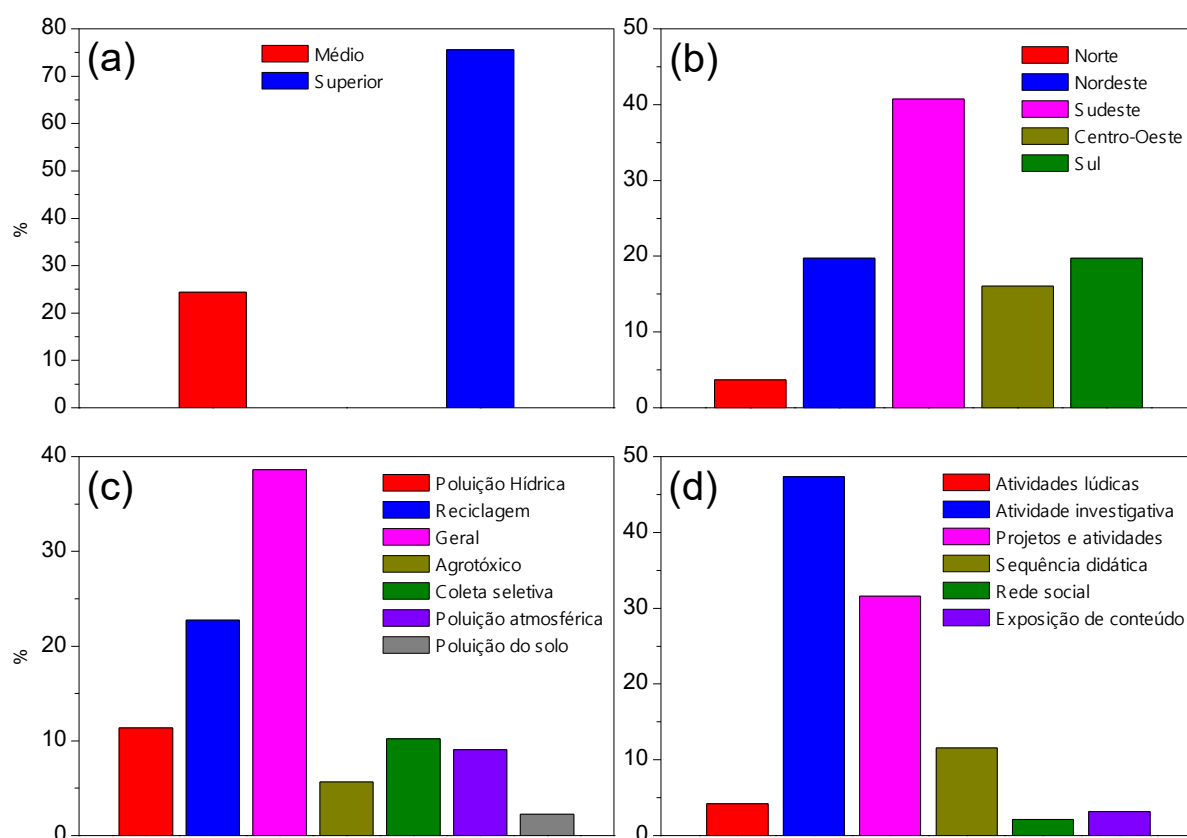 (a)
Médio
Superior
80
70
60
50
40
30
20
10
0
%
(b)
Norte
Nordeste
Sudeste
Centro-Oeste
Sul
50
40
30
20
10
0
(c)
Poluição Hídrica
Reciclagem
Geral
Agrotóxico
Coleta seletiva
Poluição atmosférica
Poluição do solo
40
30
20
10
0
%
(d)
Atividades lúdicas
Atividade investigativa
Projetos e atividades
Sequência didática
Rede social
Exposição de conteúdo
50
40
30
20
10
0